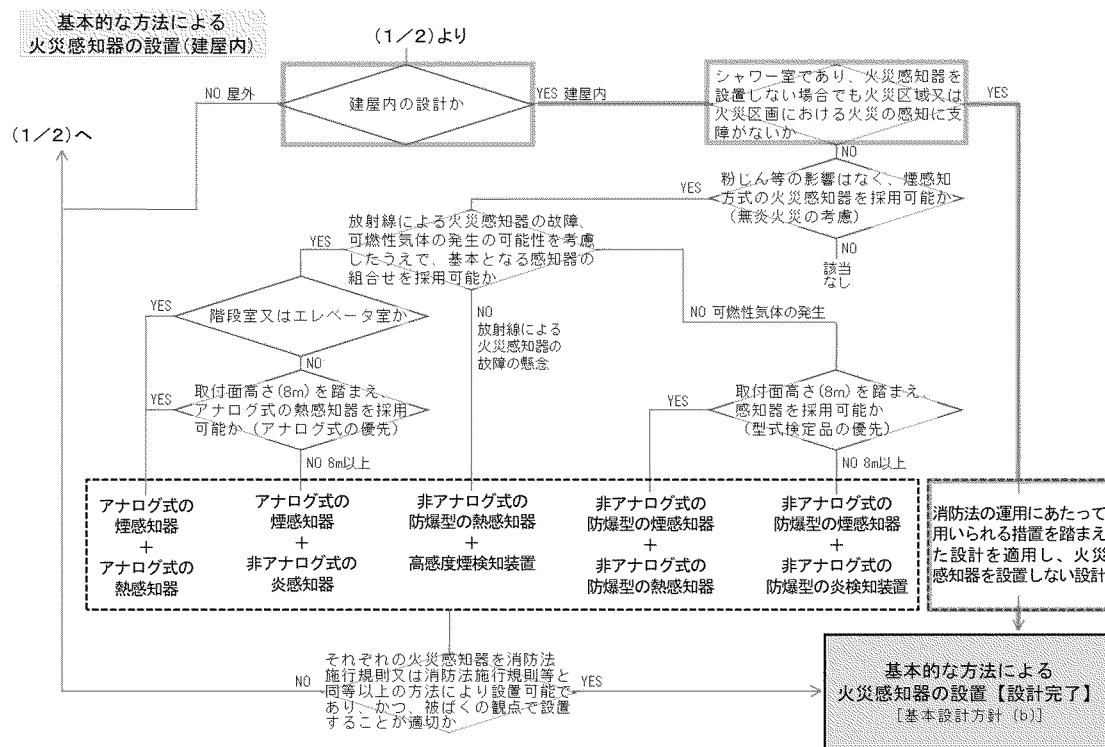 基本的な方法による
火災感知器の設置(建屋内)
(1/2)より
建屋内の設計か
NO 屋外
YES 建屋内
シャワー室であり、火災感知器を
設置しない場合でも火災区域又は
火災区画における火災の感知に支
障がないか
YES
(1/2)へ
NO
粉じん等の影響はなく、煙感知
方式の火災感知器を採用可能か
(無炎火災の考慮)
YES
NO
該当
なし
放射線による火災感知器の故障、
可燃性気体の発生の可能性を考慮
したうえで、基本となる感知器の
組合せを採用可能か
YES
NO
放射線による
火災感知器の
故障の懸念
NO 可燃性気体の発生
階段室又はエレベータ室か
YES
NO
取付面高さ(8m)を踏まえ、
アナログ式の熱感知器を採用
可能か(アナログ式の優先)
YES
NO 8m以上
取付面高さ(8m)を踏まえ、
感知器を採用可能か
(型式検定品の優先)
YES
NO 8m以上
アナログ式の
煙感知器
+
アナログ式の
熱感知器
アナログ式の
煙感知器
+
非アナログ式の
炎感知器
非アナログ式の
防爆型の熱感知器
+
高感度煙検知装置
非アナログ式の
防爆型の煙感知器
+
非アナログ式の
防爆型の熱感知器
非アナログ式の
防爆型の煙感知器
+
非アナログ式の
防爆型の炎検知装置
消防法の運用にあたって
用いられる措置を踏まえ
た設計を適用し、火災
感知器を設置しない設計
それぞれの火災感知器を消防法
施行規則又は消防法施行規則等と
同等以上の方法により設置可能で
あり、かつ、被ばくの観点で設置
することが適切か
NO
YES
基本的な方法による
火災感知器の設置【設計完了】
[基本設計方針 (b)]